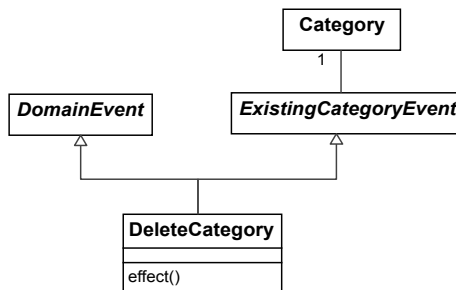 Category
1
DomainEvent
ExistingCategoryEvent
DeleteCategory
effect()